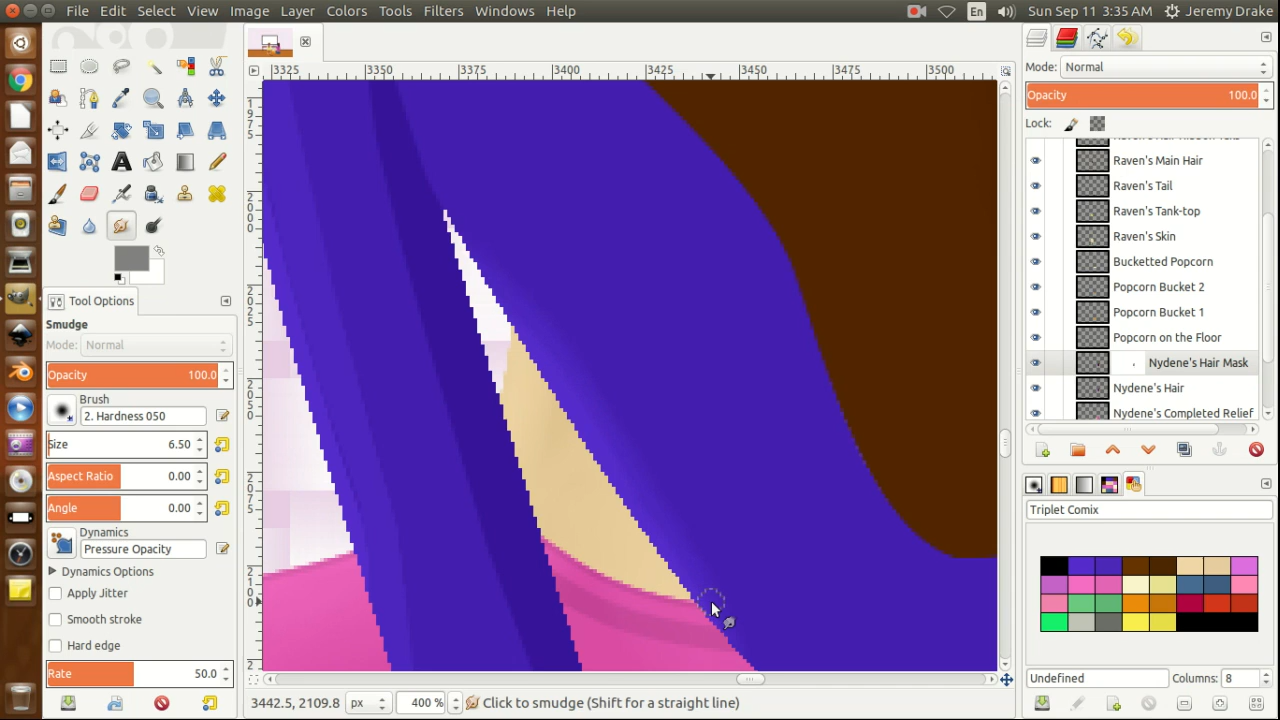 File Edit Select View Image Layer Colors Tools Filters Windows Help
En Sun Sep 11 3:35 AM Jeremy Drake
3325 3350 3375 3400 3425 3450 3475 3500
Mode: Normal
Opacity 100.0
Lock:
Raven's Main Hair
Raven's Tail
Raven's Tank-top
Raven's Skin
Bucketted Popcorn
Popcorn Bucket 2
Popcorn Bucket 1
Popcorn on the Floor
Nydene's Hair Mask
Nydene's Hair
Nydene's Completed Relief
Tool Options
Smudge
Mode: Normal
Opacity 100.0
Brush
2. Hardness 050
Size 6.50
Aspect Ratio 0.00
Angle 0.00
Dynamics
Pressure Opacity
Dynamics Options
Apply Jitter
Smooth stroke
Hard edge
Rate 50.0
Triplet Comix
Undefined Columns: 8
3442.5, 2109.8 px 400 % Click to smudge (Shift for a straight line)